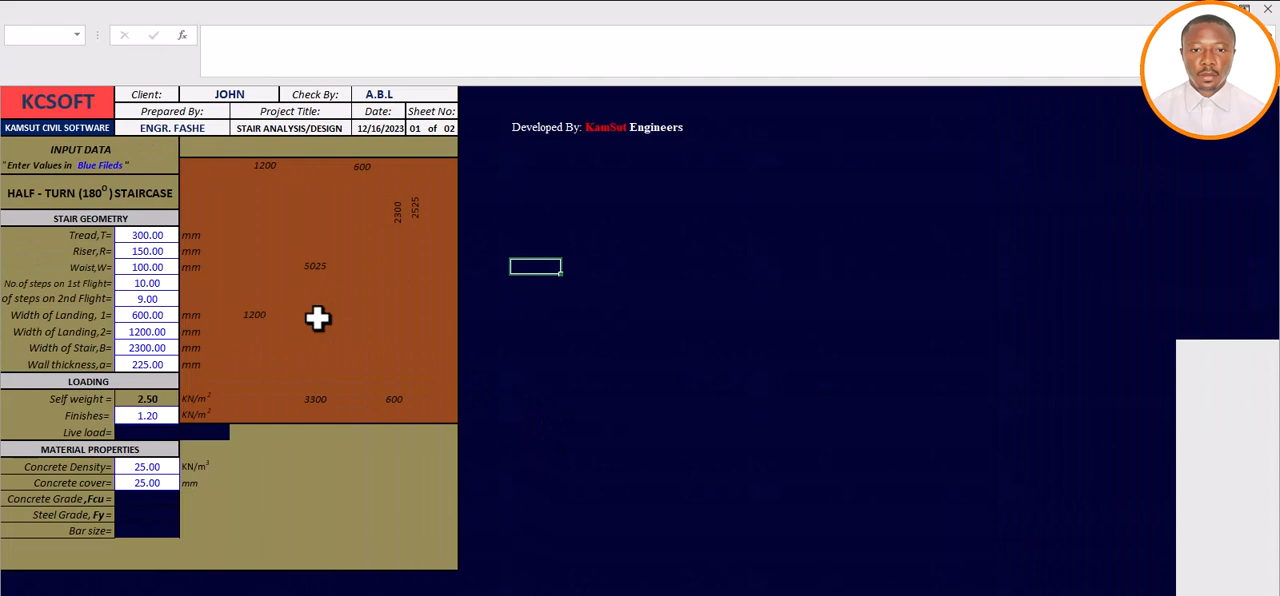 fx
KCSOFT Client: JOHN Check By: A.B.L
Prepared By: Project Title: Date: Sheet No:
KAMSUT CIVIL SOFTWARE ENGR. FASHE STAIR ANALYSIS/DESIGN 12/16/2023 01 of 02
Developed By: KamSut Engineers
INPUT DATA
"Enter Values in Blue Fileds"
1200 600
HALF - TURN (180⁰) STAIRCASE
2300 2525
STAIR GEOMETRY
Tread,T= 300.00 mm
Riser,R= 150.00 mm
Waist,W= 100.00 mm
5025
No.of steps on 1st Flight= 10.00
of steps on 2nd Flight= 9.00
Width of Landing, 1= 600.00 mm
1200
Width of Landing,2= 1200.00 mm
Width of Stair,B= 2300.00 mm
Wall thickness,a= 225.00 mm
LOADING
Self weight = 2.50 KN/m²
3300 600
Finishes= 1.20 KN/m²
Live load=
MATERIAL PROPERTIES
Concrete Density= 25.00 KN/m³
Concrete cover= 25.00 mm
Concrete Grade,Fcu =
Steel Grade, Fy =
Bar size=